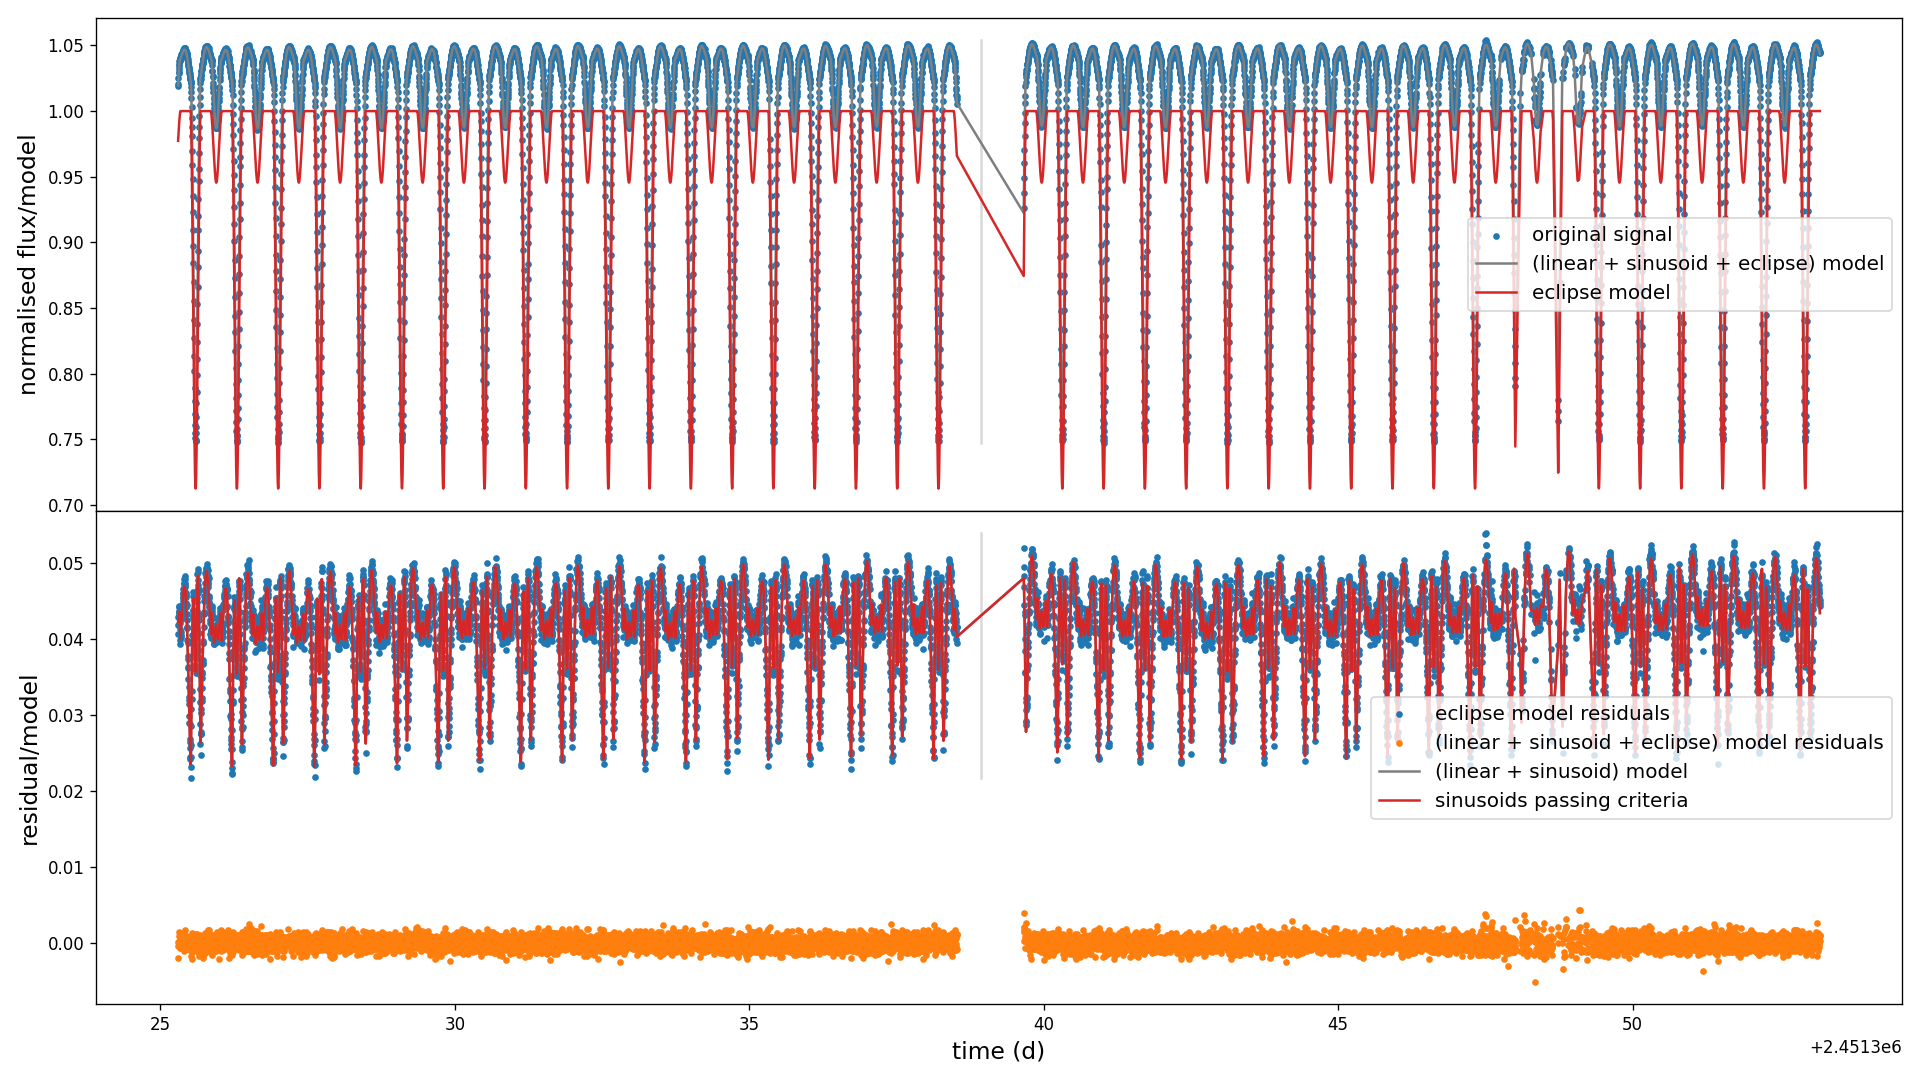 normalised flux/model
1.05
1.00
0.95
0.90
0.85
0.80
0.75
0.70
original signal
(linear + sinusoid + eclipse) model
eclipse model
residual/model
0.05
0.04
0.03
0.02
0.01
0.00
eclipse model residuals
(linear + sinusoid + eclipse) model residuals
(linear + sinusoid) model
sinusoids passing criteria
25
30
35
40
45
50
time (d)
+2.4513e6